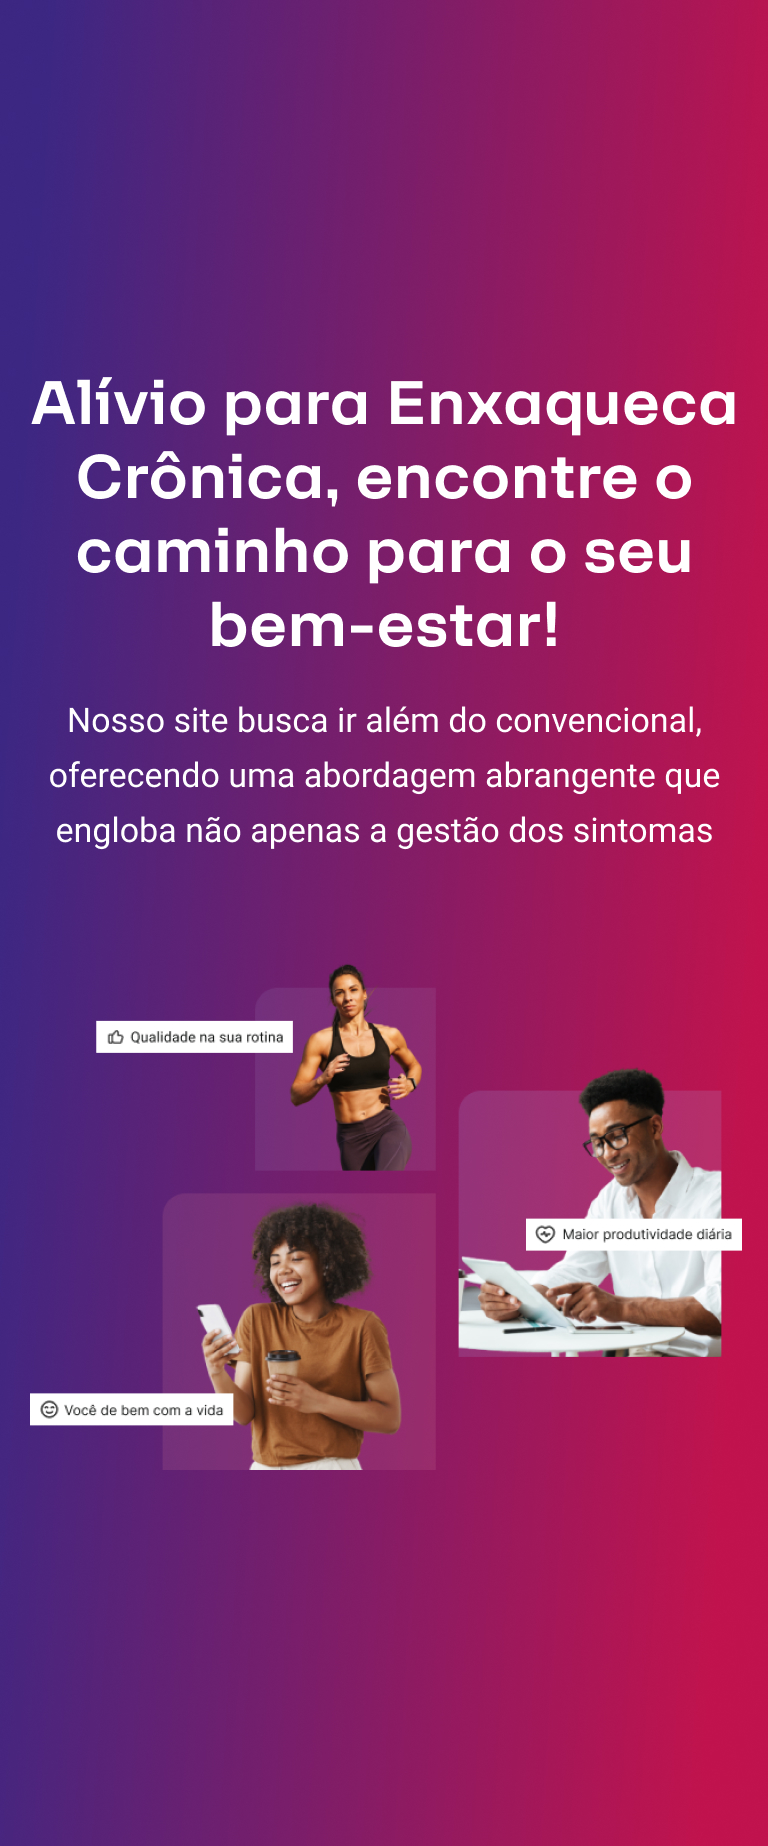 Alívio para Enxaqueca
Crônica, encontre o
caminho para o seu
bem-estar!
Nosso site busca ir além do convencional,
oferecendo uma abordagem abrangente que
engloba não apenas a gestão dos sintomas
Qualidade na sua rotina
Maior produtividade diária
Você de bem com a vida